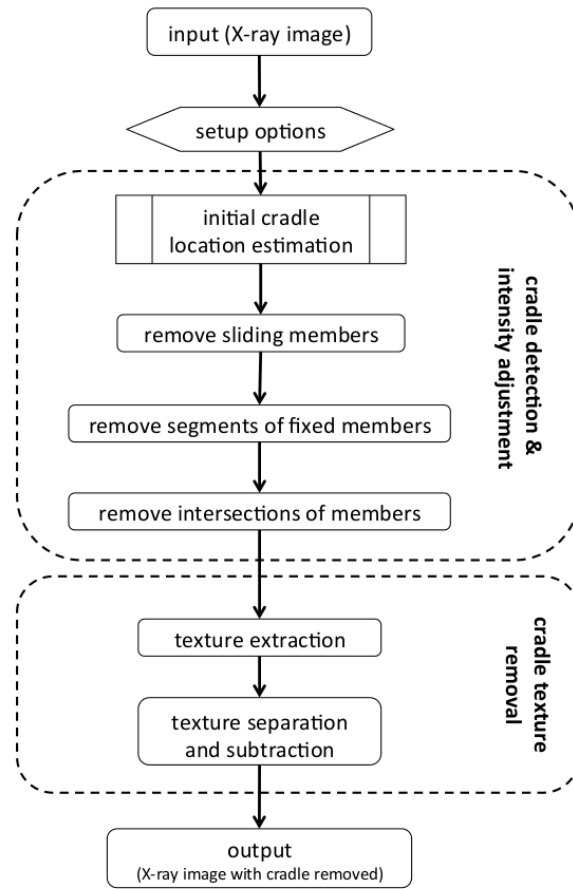 input (X-ray image)
setup options
initial cradle
location estimation
remove sliding members
remove segments of fixed members
remove intersections of members
cradle detection &
intensity adjustment
texture extraction
texture separation
and subtraction
cradle texture
removal
output
(X-ray image with cradle removed)